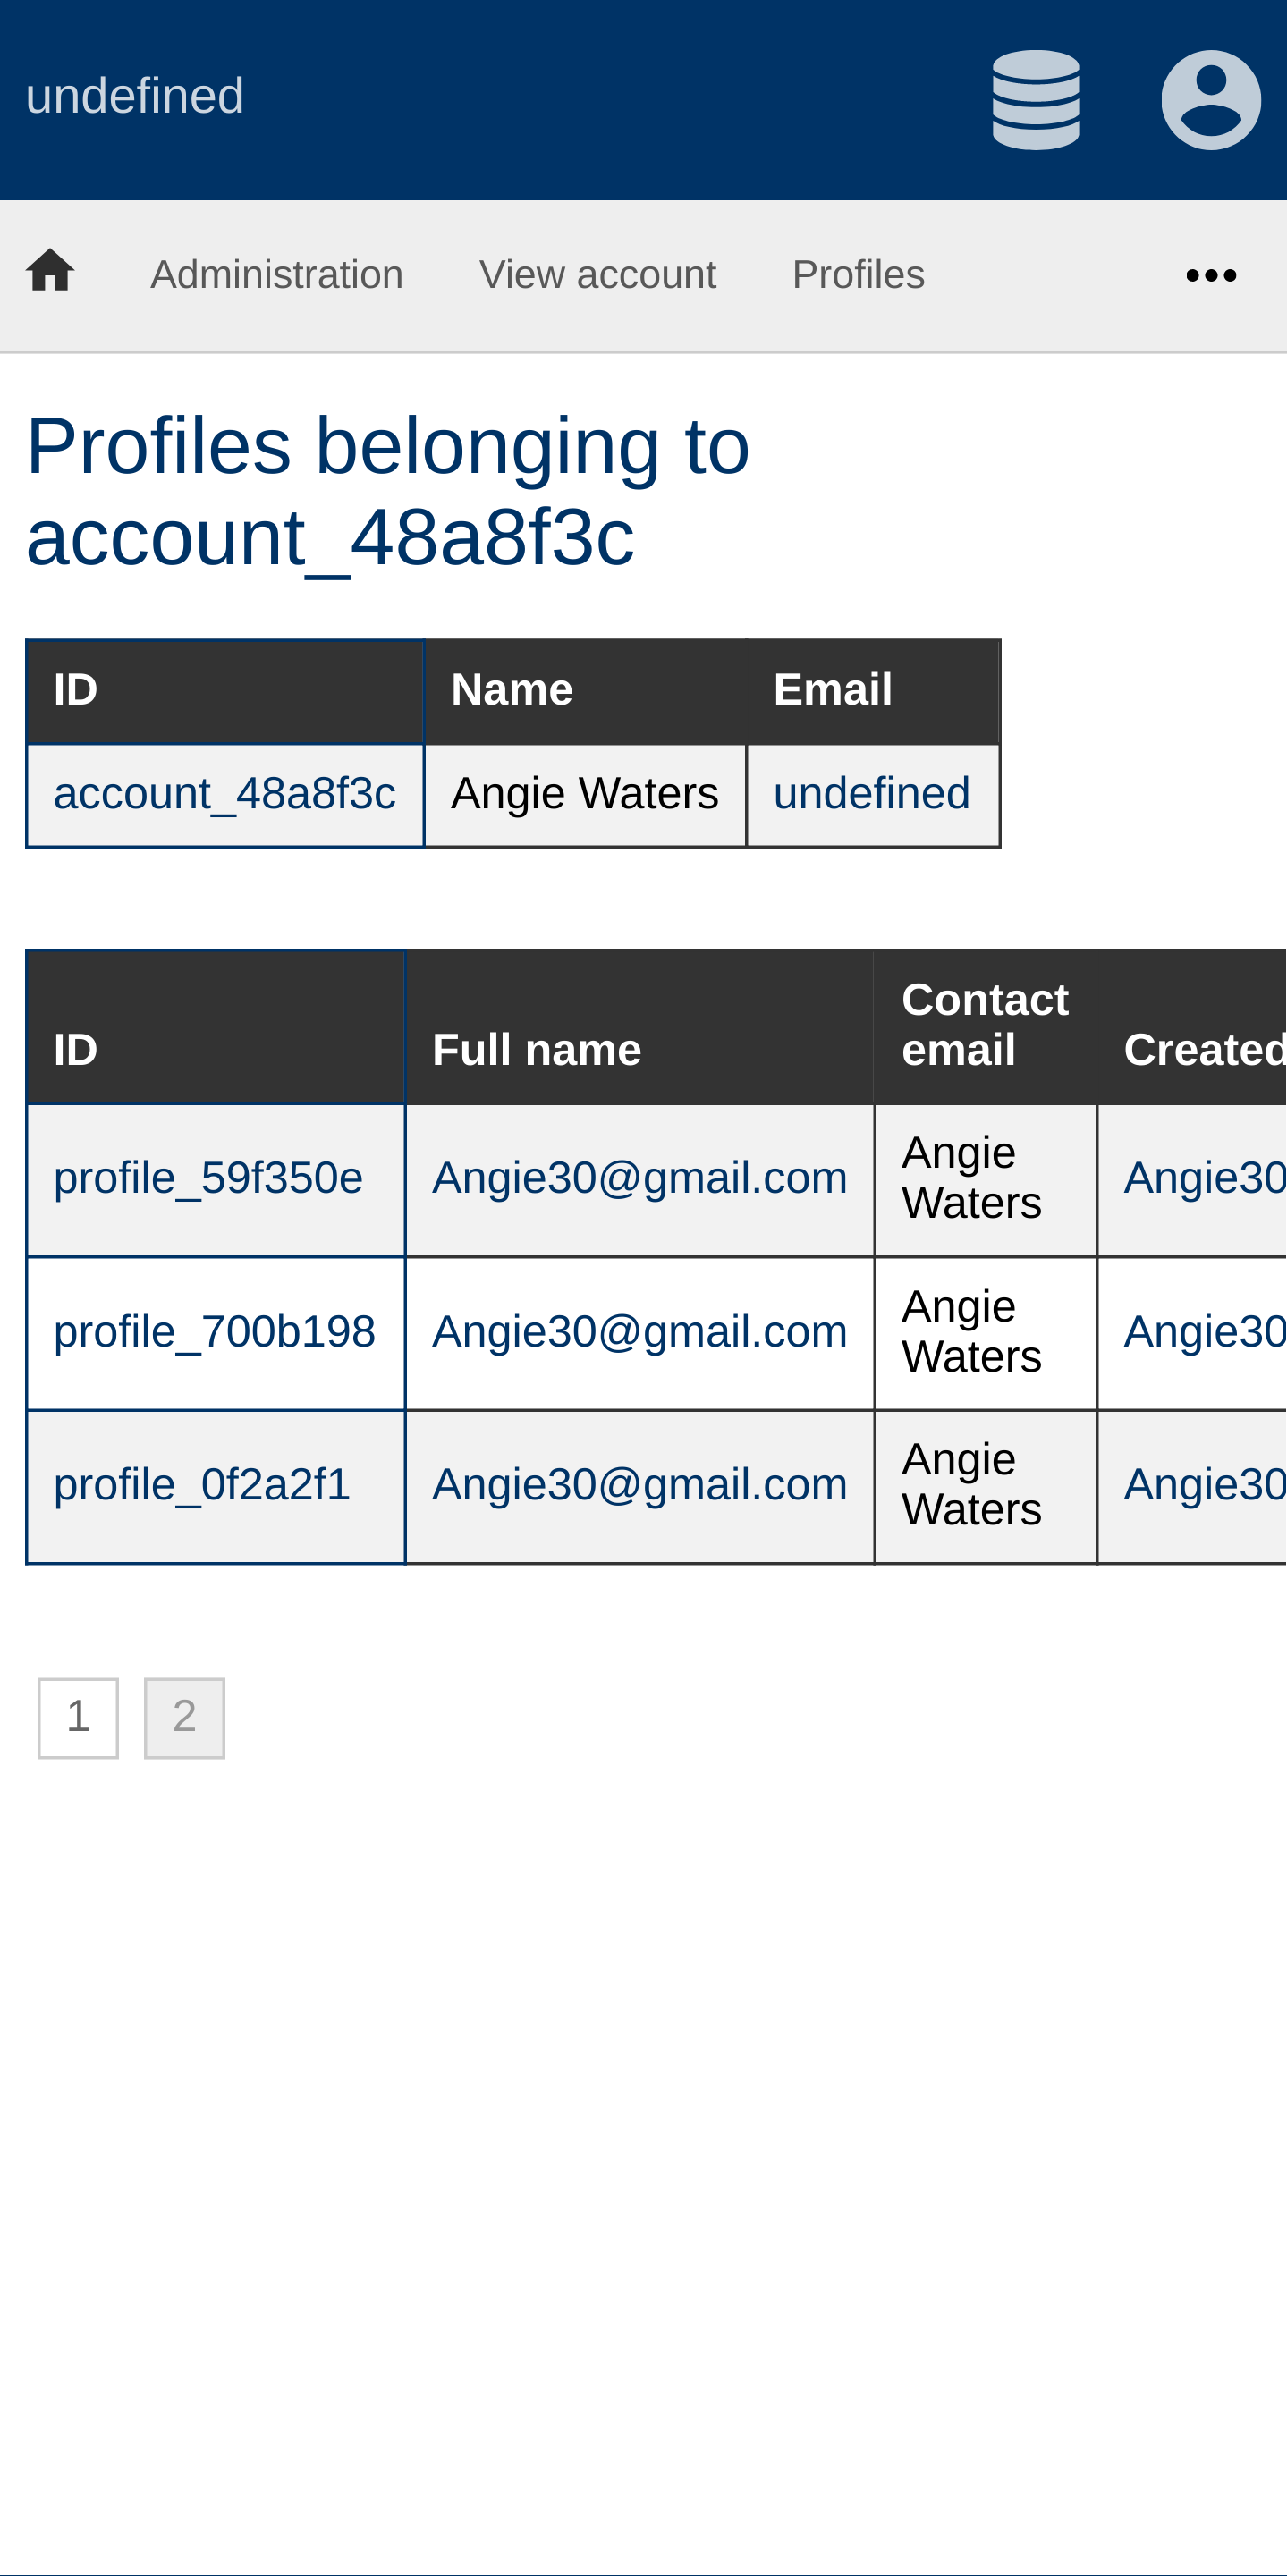 undefined
Administration View account Profiles
Profiles belonging to
account_48a8f3c
ID Name Email
account_48a8f3c Angie Waters undefined
ID Full name Contact email Created
profile_59f350e Angie30@gmail.com Angie Waters Angie30
profile_700b198 Angie30@gmail.com Angie Waters Angie30
profile_0f2a2f1 Angie30@gmail.com Angie Waters Angie30
1 2